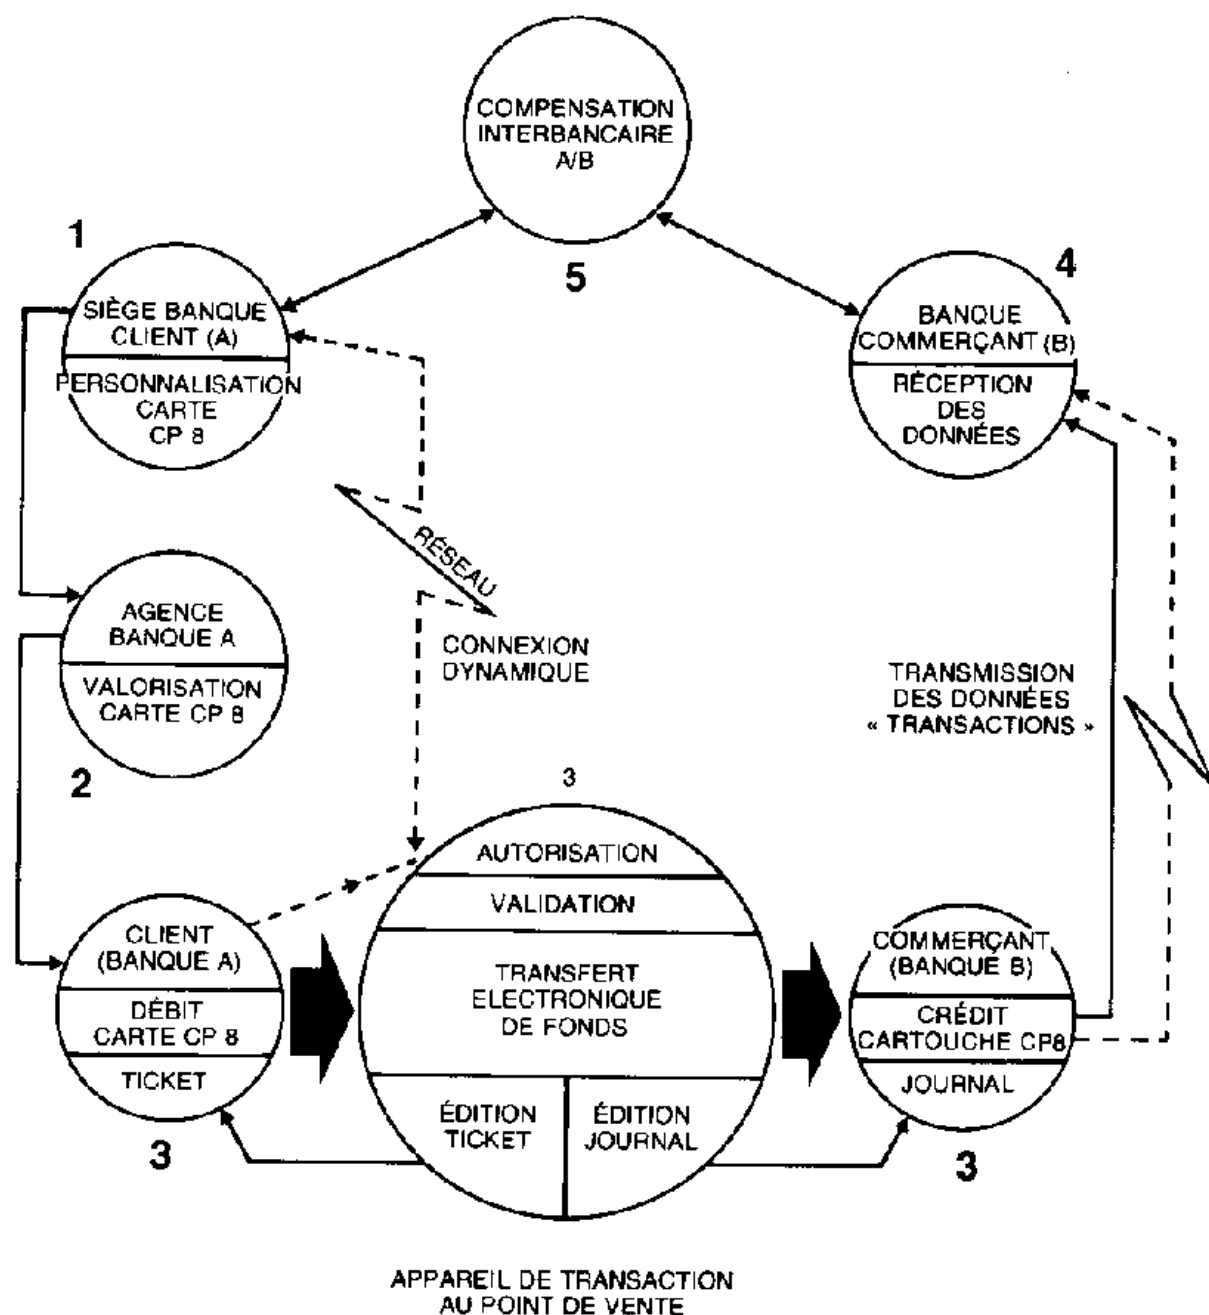 COMPENSATION
INTERBANCAIRE
A/B
5
1
SIÈGE BANQUE
CLIENT (A)
PERSONNALISATION
CARTE
CP 8
4
BANQUE
COMMERÇANT (B)
RÉCEPTION
DES
DONNÉES
RÉSEAU
CONNEXION
DYNAMIQUE
AGENCE
BANQUE A
VALORISATION
CARTE CP 8
2
TRANSMISSION
DES DONNÉES
« TRANSACTIONS »
3
AUTORISATION
VALIDATION
TRANSFERT
ELECTRONIQUE
DE FONDS
ÉDITION
TICKET
ÉDITION
JOURNAL
CLIENT
(BANQUE A)
DÉBIT
CARTE CP 8
TICKET
3
COMMERÇANT
(BANQUE B)
CRÉDIT
CARTOUCHE CP8
JOURNAL
3
APPAREIL DE TRANSACTION
AU POINT DE VENTE